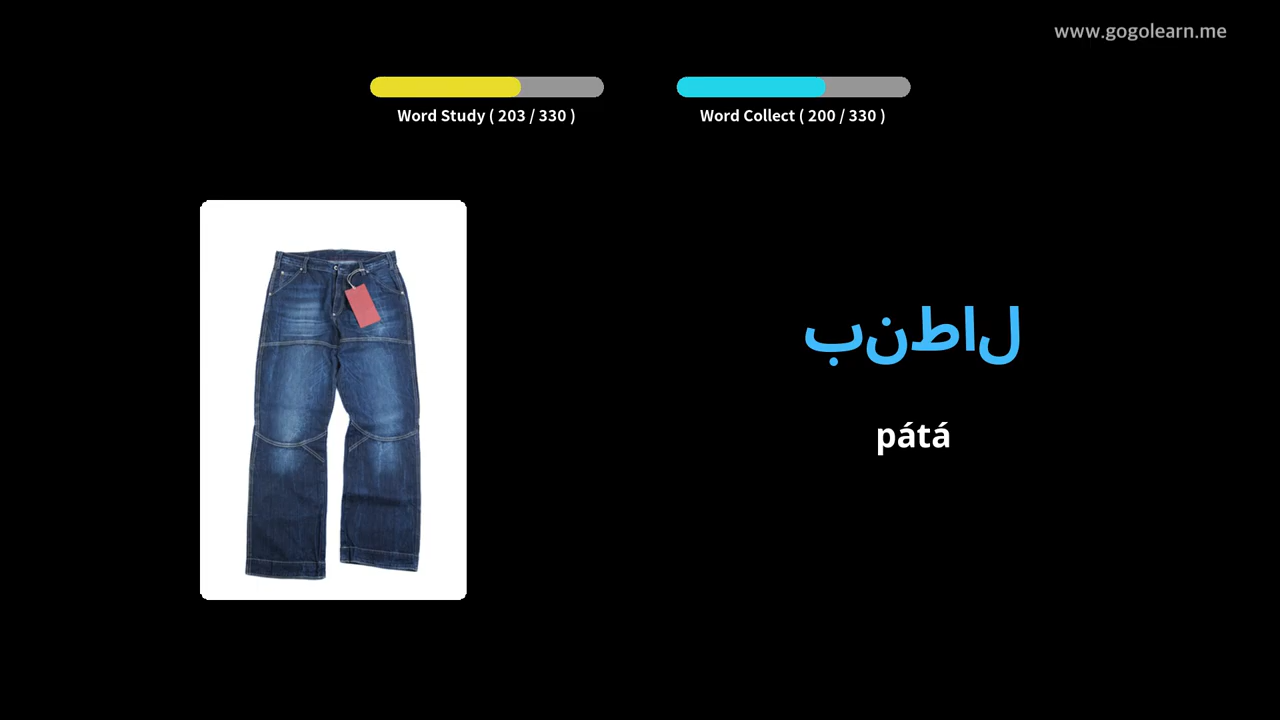 www.gogolearn.me
Word Study ( 203 / 330 )
Word Collect ( 200 / 330 )
بنطال
pátá